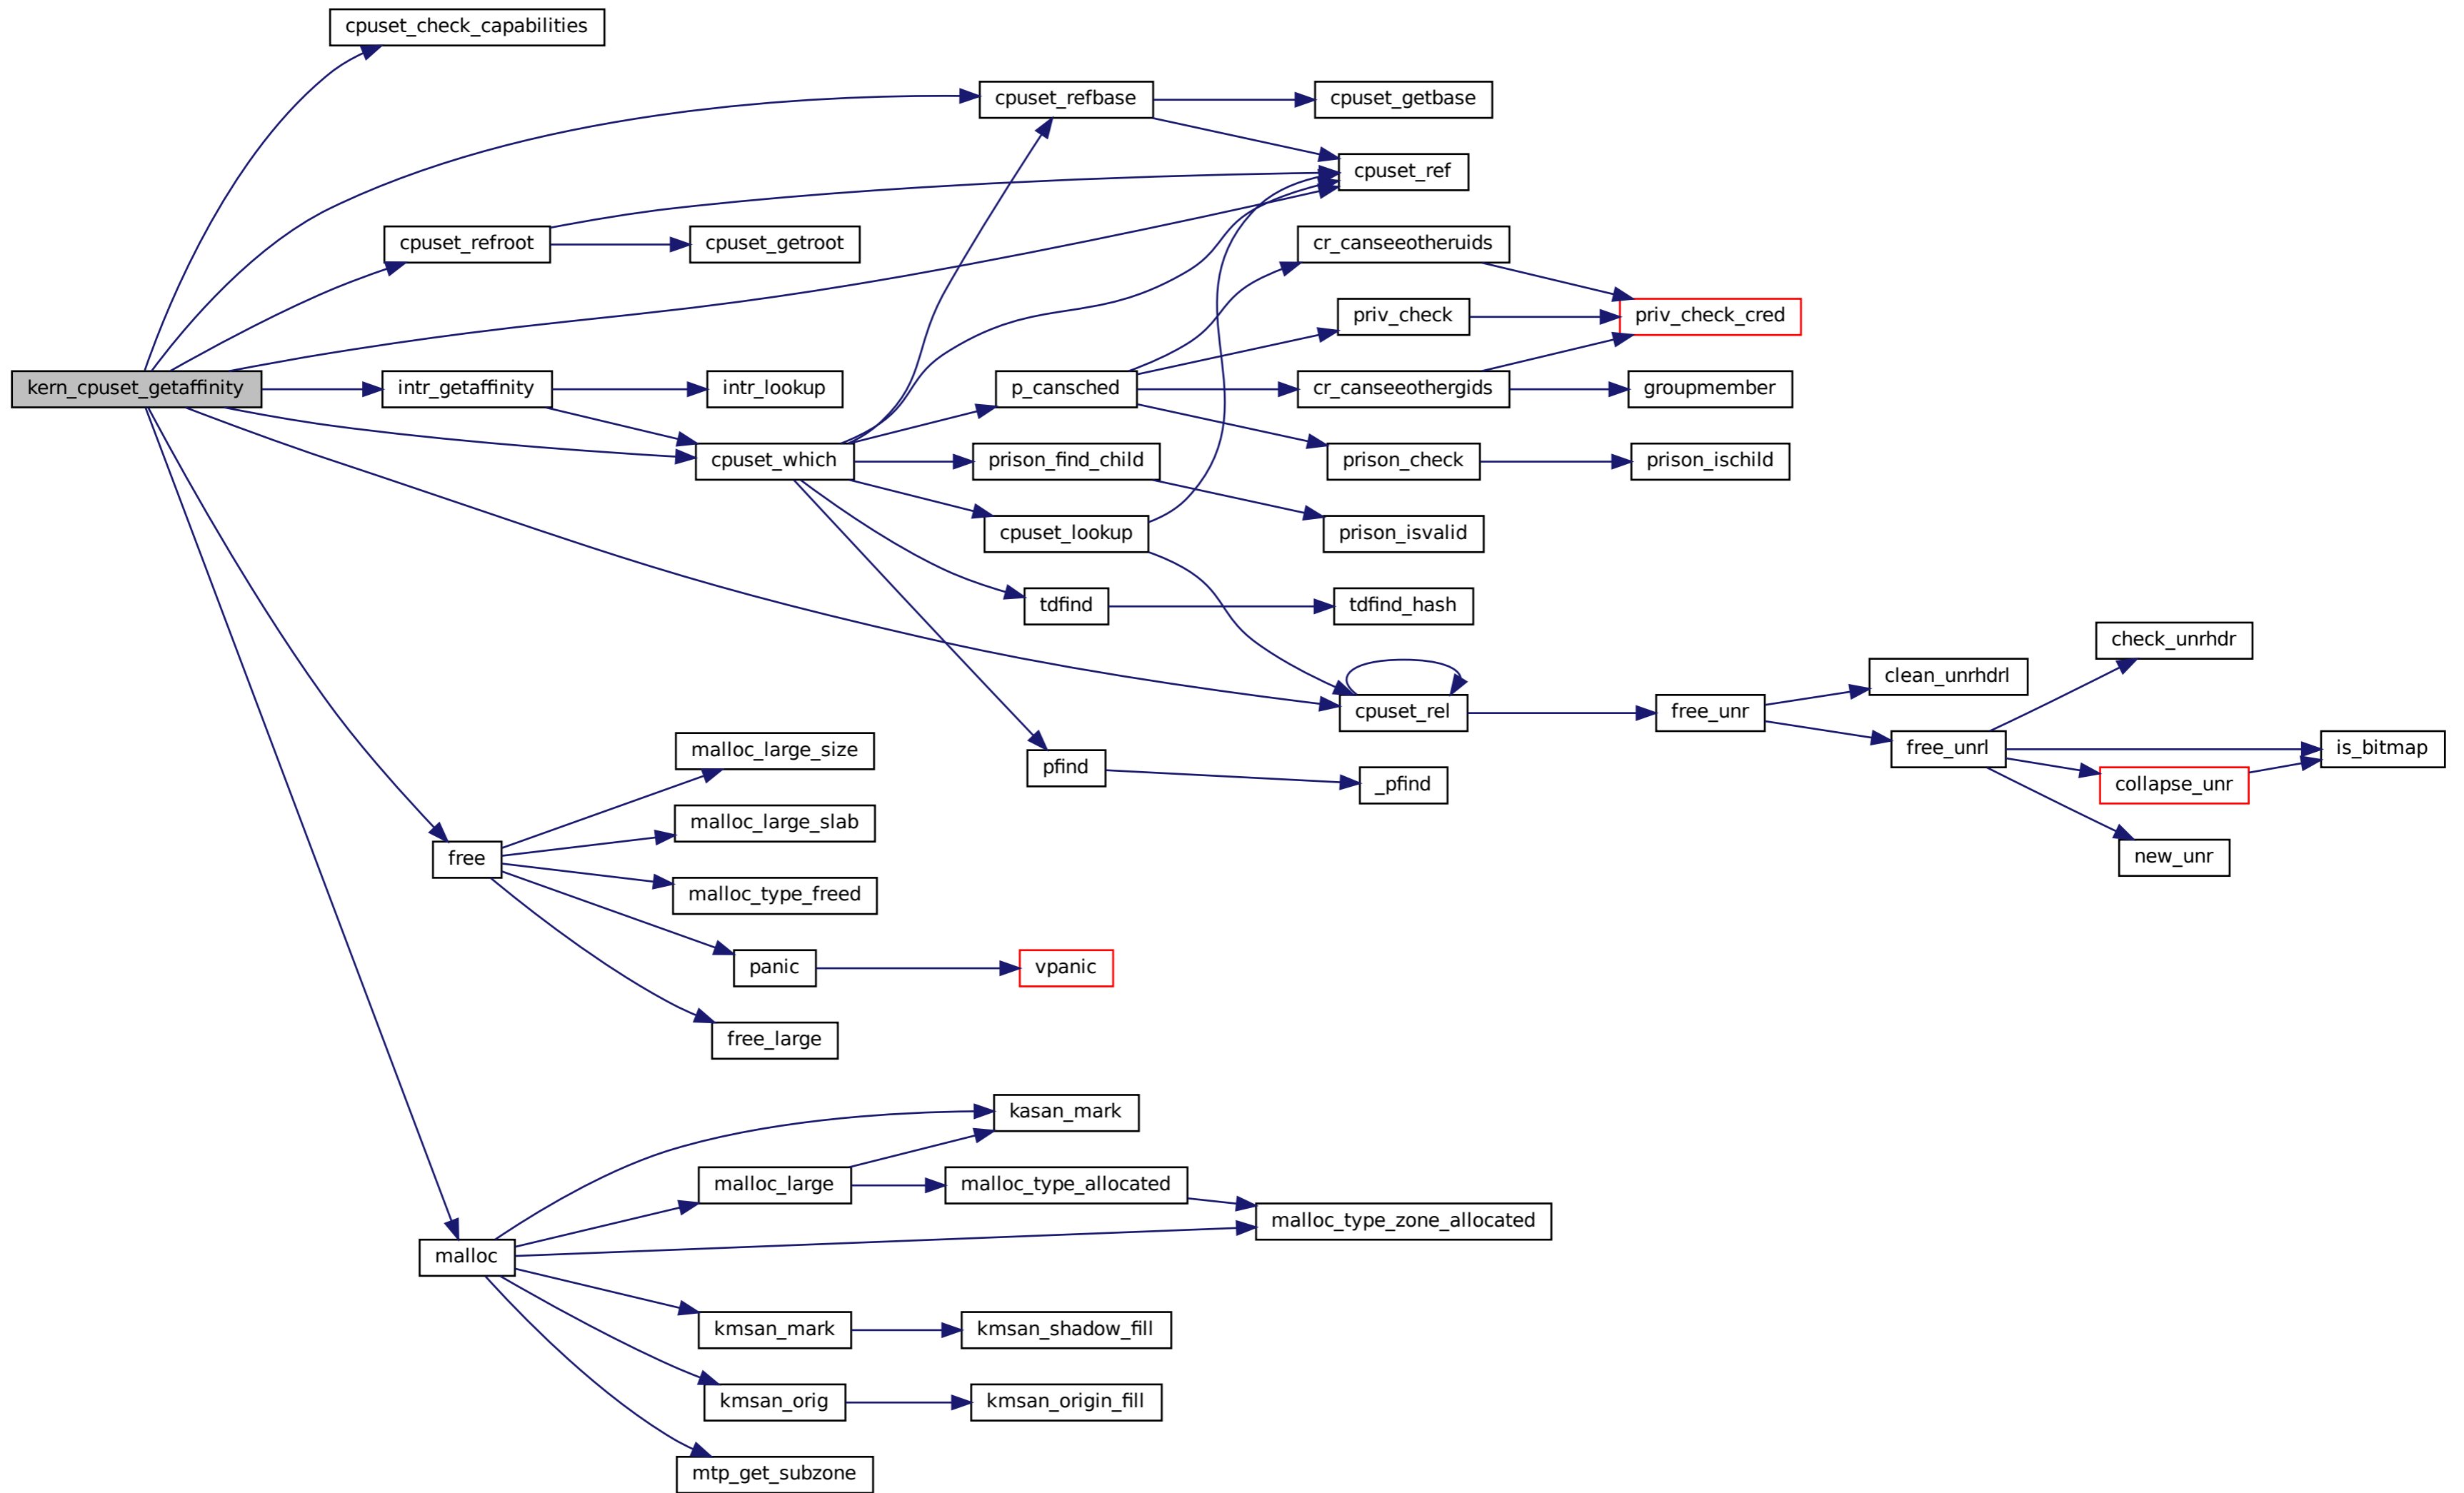 cpuset_check_capabilities
cpuset_refbase
cpuset_getbase
cpuset_ref
cpuset_refroot
cpuset_getroot
cr_canseeotheruids
priv_check
priv_check_cred
kern_cpuset_getaffinity
intr_getaffinity
intr_lookup
p_cansched
cr_canseeothergids
groupmember
cpuset_which
prison_find_child
prison_check
prison_ischild
cpuset_lookup
prison_isvalid
tdfind
tdfind_hash
check_unrhdr
clean_unrhdrl
cpuset_rel
free_unr
free_unrl
is_bitmap
malloc_large_size
pfind
_pfind
collapse_unr
malloc_large_slab
free
new_unr
malloc_type_freed
panic
vpanic
free_large
kasan_mark
malloc_large
malloc_type_allocated
malloc_type_zone_allocated
malloc
kmsan_mark
kmsan_shadow_fill
kmsan_orig
kmsan_origin_fill
mtp_get_subzone